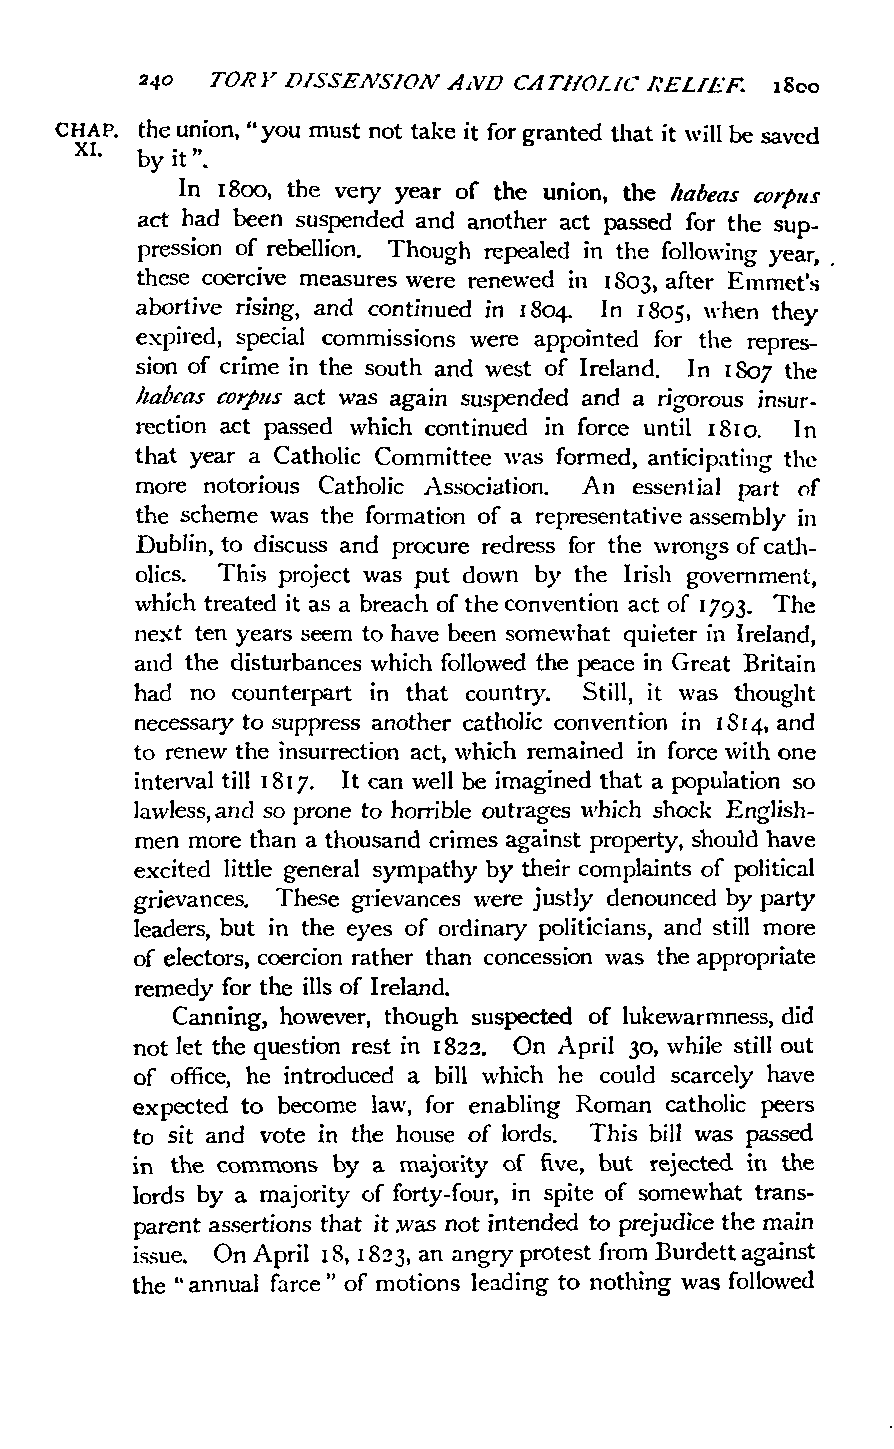 240 TORY DISSENSION AND CATHOLIC RELIEF. 1800
CHAP. XI.
the union, "you must not take it for granted that it will be saved
by it".
In 1800, the very year of the union, the habeas corpus
act had been suspended and another act passed for the sup-
pression of rebellion. Though repealed in the following year,
these coercive measures were renewed in 1803, after Emmet's
abortive rising, and continued in 1804. In 1805, when they
expired, special commissions were appointed for the repres-
sion of crime in the south and west of Ireland. In 1807 the
habeas corpus act was again suspended and a rigorous insur-
rection act passed which continued in force until 1810. In
that year a Catholic Committee was formed, anticipating the
more notorious Catholic Association. An essential part of
the scheme was the formation of a representative assembly in
Dublin, to discuss and procure redress for the wrongs of cath-
olics. This project was put down by the Irish government,
which treated it as a breach of the convention act of 1793. The
next ten years seem to have been somewhat quieter in Ireland,
and the disturbances which followed the peace in Great Britain
had no counterpart in that country. Still, it was thought
necessary to suppress another catholic convention in 1814, and
to renew the insurrection act, which remained in force with one
interval till 1817. It can well be imagined that a population so
lawless, and so prone to horrible outrages which shock English-
men more than a thousand crimes against property, should have
excited little general sympathy by their complaints of political
grievances. These grievances were justly denounced by party
leaders, but in the eyes of ordinary politicians, and still more
of electors, coercion rather than concession was the appropriate
remedy for the ills of Ireland.
Canning, however, though suspected of lukewarmness, did
not let the question rest in 1822. On April 30, while still out
of office, he introduced a bill which he could scarcely have
expected to become law, for enabling Roman catholic peers
to sit and vote in the house of lords. This bill was passed
in the commons by a majority of five, but rejected in the
lords by a majority of forty-four, in spite of somewhat trans-
parent assertions that it was not intended to prejudice the main
issue. On April 18, 1823, an angry protest from Burdett against
the "annual farce" of motions leading to nothing was followed